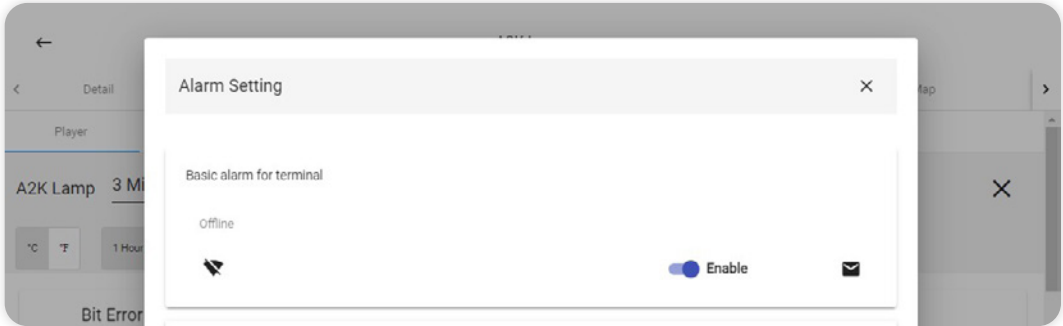 Alarm Setting
Detail
Map
Player
Basic alarm for terminal
A2K Lamp 3 Mi
Offline
°C °F 1 Hour
Enable
Bit Error